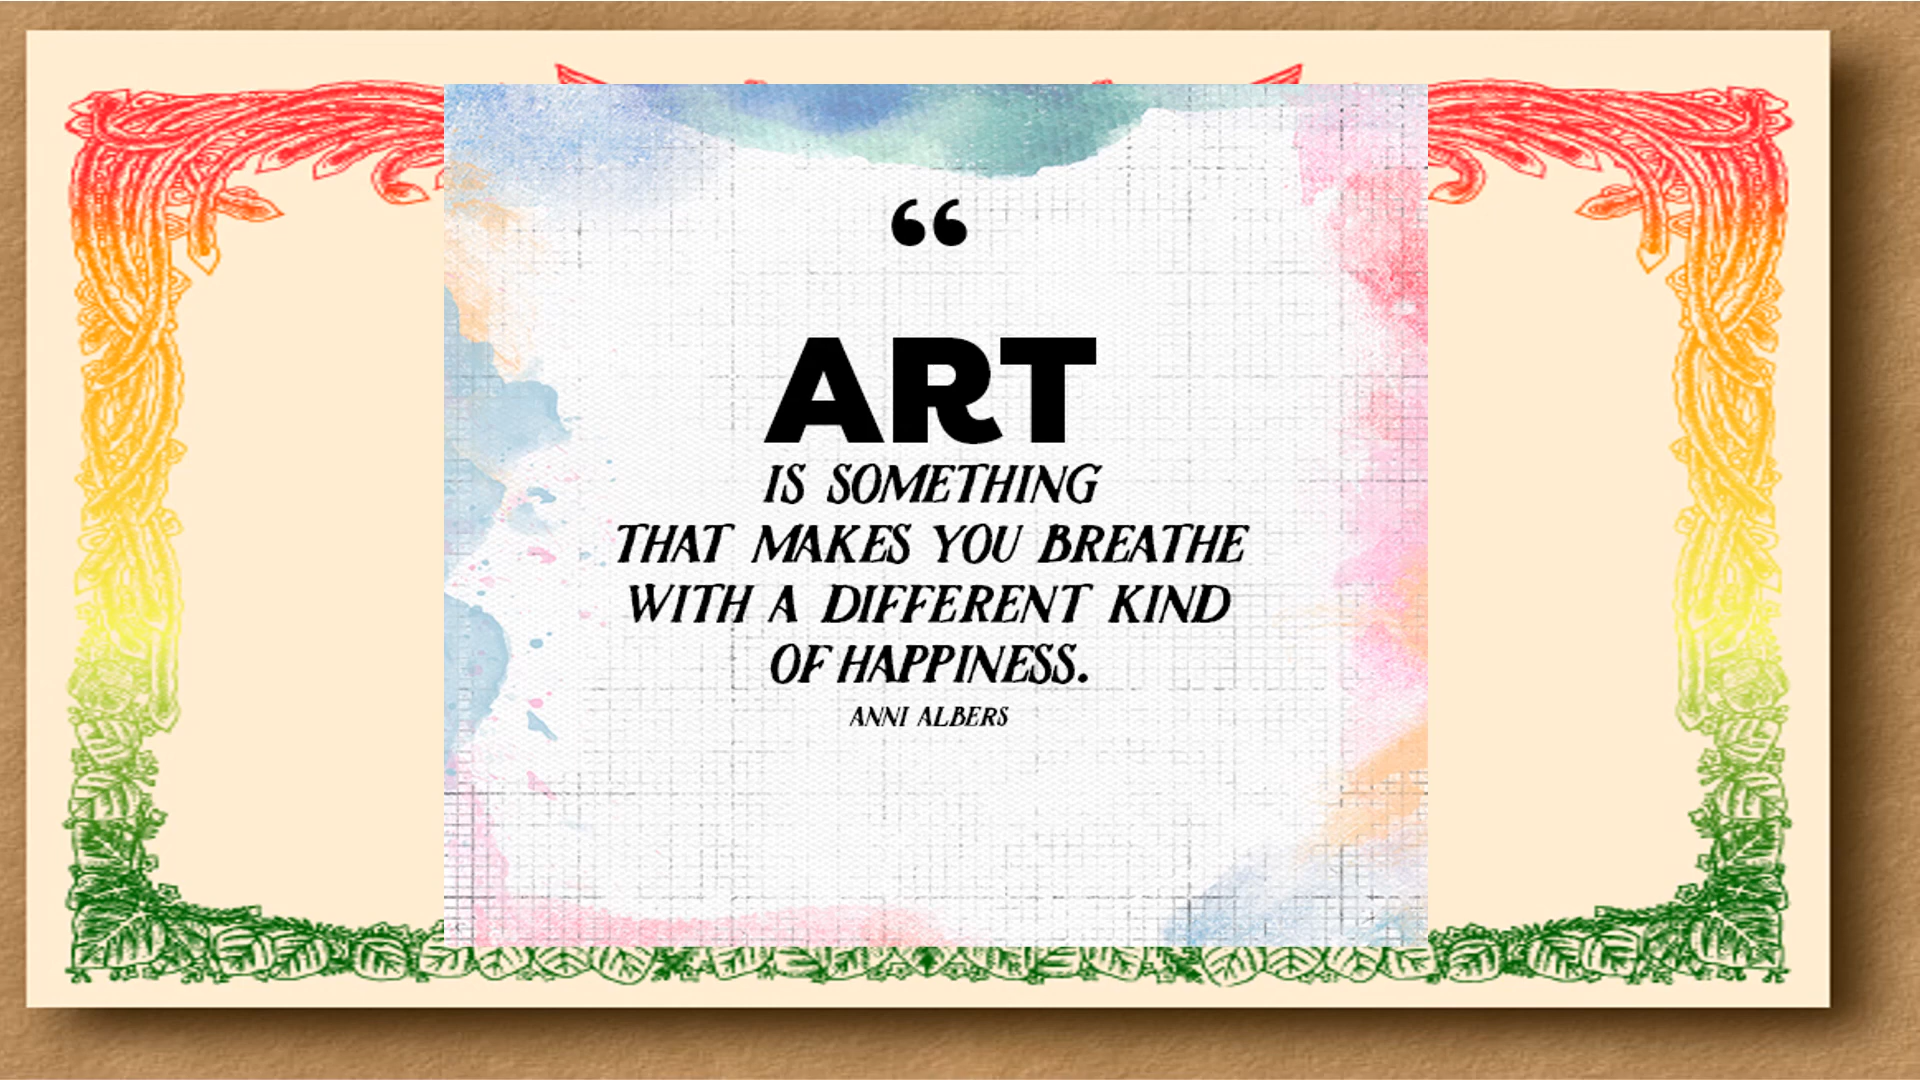 “
ART
IS SOMETHING
THAT MAKES YOU BREATHE
WITH A DIFFERENT KIND
OF HAPPINESS.
ANNI ALBERS